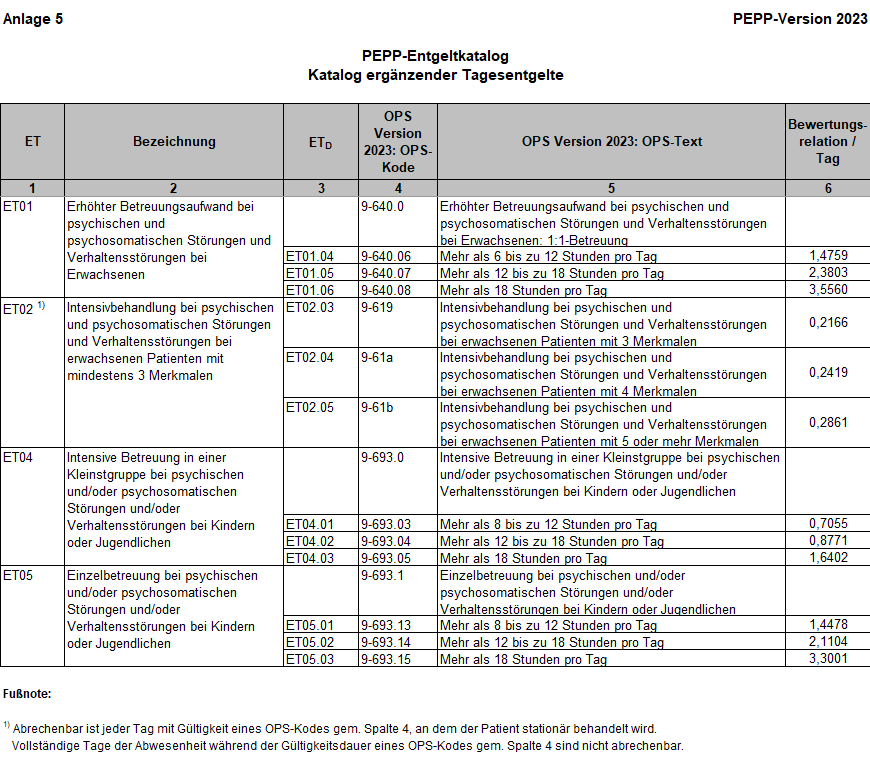 Anlage 5
PEPP-Version 2023
PEPP-Entgeltkatalog
Katalog ergänzender Tagesentgelte
ET
Bezeichnung
ETD
OPS
Version
2023: OPS-
Kode
OPS Version 2023: OPS-Text
Bewertungs-
relation /
Tag
1
2
3
4
5
6
ET01
Erhöhter Betreuungsaufwand bei
psychischen und
psychosomatischen Störungen und
Verhaltensstörungen bei
Erwachsenen
9-640.0
Erhöhter Betreuungsaufwand bei psychischen und
psychosomatischen Störungen und Verhaltensstörungen
bei Erwachsenen: 1:1-Betreuung
ET01.04
9-640.06
Mehr als 6 bis zu 12 Stunden pro Tag
1,4759
ET01.05
9-640.07
Mehr als 12 bis zu 18 Stunden pro Tag
2,3803
ET01.06
9-640.08
Mehr als 18 Stunden pro Tag
3,5560
ET02 1)
Intensivbehandlung bei psychischen
und psychosomatischen Störungen
und Verhaltensstörungen bei
erwachsenen Patienten mit
mindestens 3 Merkmalen
ET02.03
9-619
Intensivbehandlung bei psychischen und
psychosomatischen Störungen und Verhaltensstörungen
bei erwachsenen Patienten mit 3 Merkmalen
0,2166
ET02.04
9-61a
Intensivbehandlung bei psychischen und
psychosomatischen Störungen und Verhaltensstörungen
bei erwachsenen Patienten mit 4 Merkmalen
0,2419
ET02.05
9-61b
Intensivbehandlung bei psychischen und
psychosomatischen Störungen und Verhaltensstörungen
bei erwachsenen Patienten mit 5 oder mehr Merkmalen
0,2861
ET04
Intensive Betreuung in einer
Kleinstgruppe bei psychischen
und/oder psychosomatischen
Störungen und/oder
Verhaltensstörungen bei Kindern
oder Jugendlichen
9-693.0
Intensive Betreuung in einer Kleinstgruppe bei psychischen
und/oder psychosomatischen Störungen und/oder
Verhaltensstörungen bei Kindern oder Jugendlichen
ET04.01
9-693.03
Mehr als 8 bis zu 12 Stunden pro Tag
0,7055
ET04.02
9-693.04
Mehr als 12 bis zu 18 Stunden pro Tag
0,8771
ET04.03
9-693.05
Mehr als 18 Stunden pro Tag
1,6402
ET05
Einzelbetreuung bei psychischen
und/oder psychosomatischen
Störungen und/oder
Verhaltensstörungen bei Kindern
oder Jugendlichen
9-693.1
Einzelbetreuung bei psychischen und/oder
psychosomatischen Störungen und/oder
Verhaltensstörungen bei Kindern oder Jugendlichen
ET05.01
9-693.13
Mehr als 8 bis zu 12 Stunden pro Tag
1,4478
ET05.02
9-693.14
Mehr als 12 bis zu 18 Stunden pro Tag
2,1104
ET05.03
9-693.15
Mehr als 18 Stunden pro Tag
3,3001
Fußnote:
1) Abrechenbar ist jeder Tag mit Gültigkeit eines OPS-Kodes gem. Spalte 4, an dem der Patient stationär behandelt wird.
Vollständige Tage der Abwesenheit während der Gültigkeitsdauer eines OPS-Kodes gem. Spalte 4 sind nicht abrechenbar.